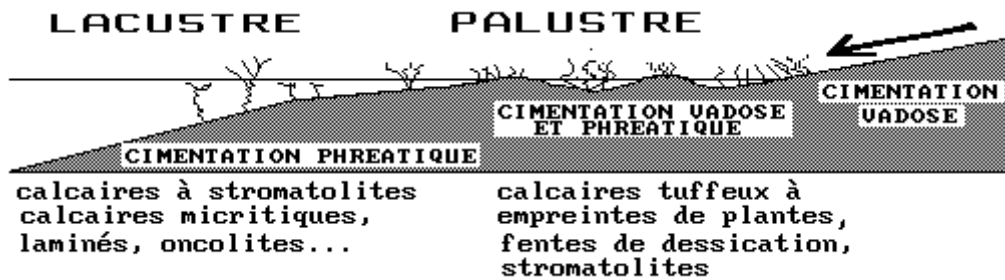 LACUSTRE
PALUSTRE
CIMENTATION
VADOSE
CIMENTATION VADOSE
ET PHREATIQUE
CIMENTATION PHREATIQUE
calcaires à stromatolites
calcaires micritiques,
laminés, oncolites...
calcaires tuffeux à
empreintes de plantes,
fentes de dessication,
stromatolites